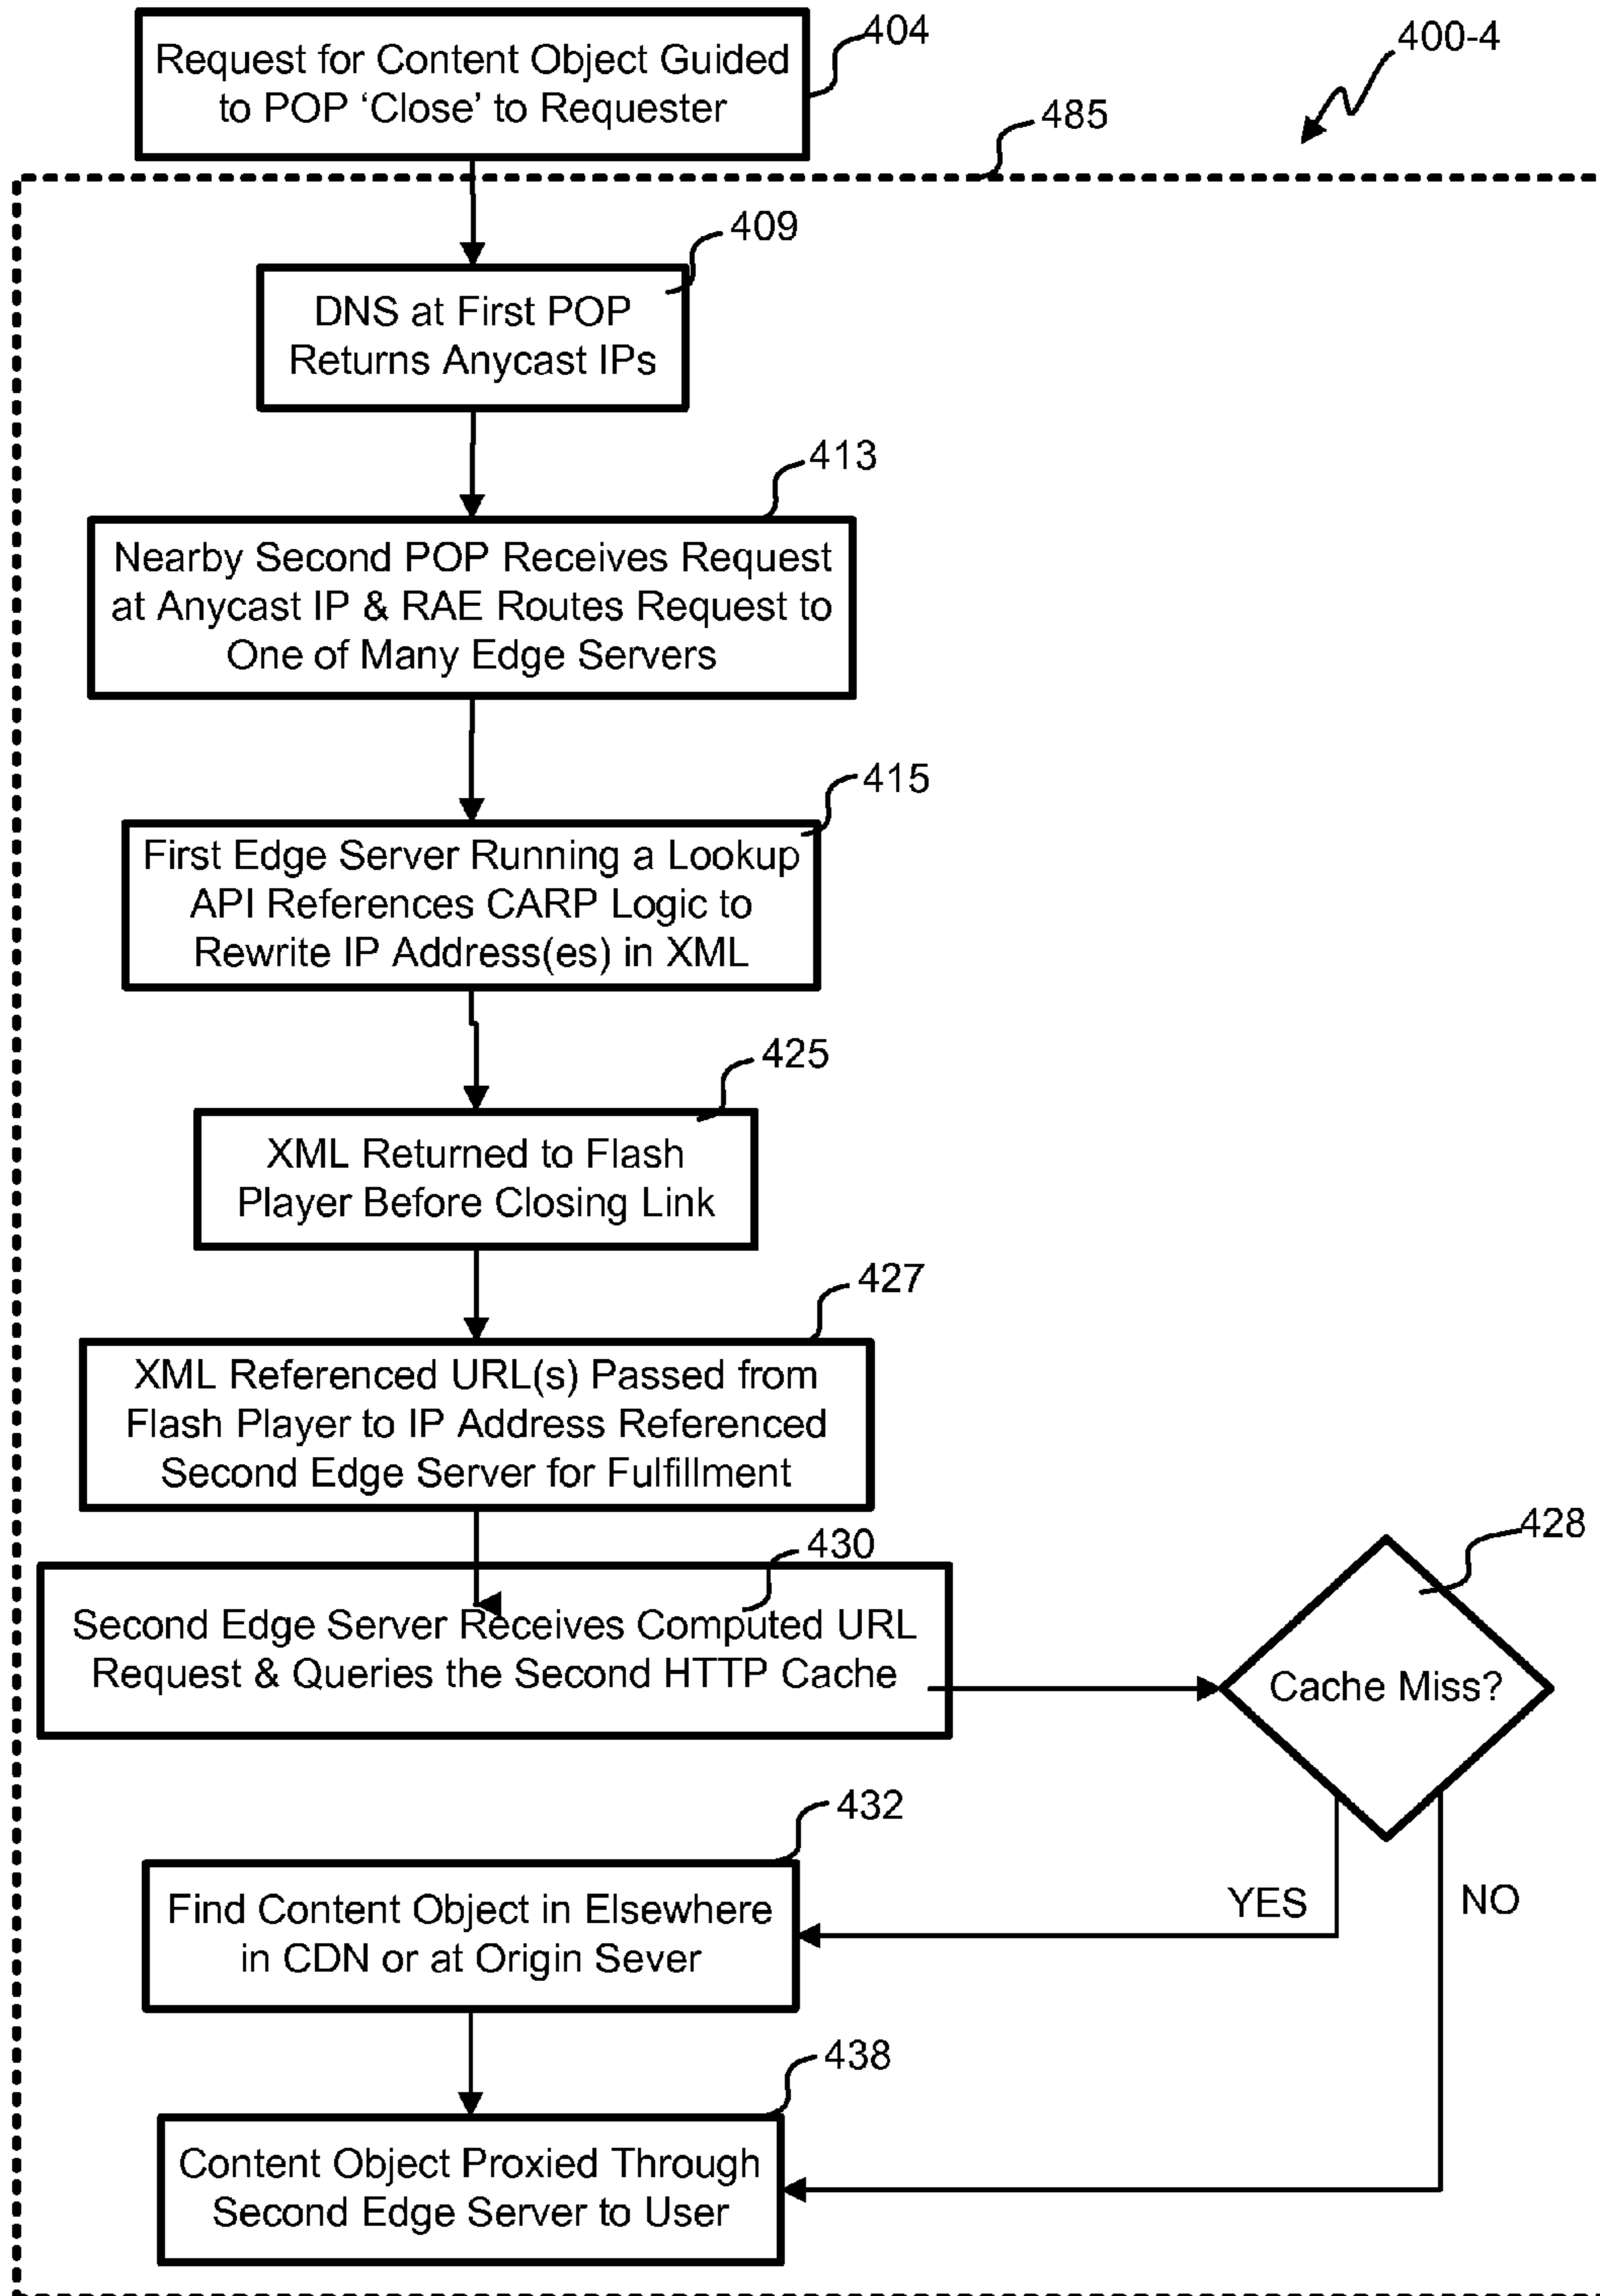 404
Request for Content Object Guided
to POP ‘Close’ to Requester
400-4
485
409
DNS at First POP
Returns Anycast IPs
413
Nearby Second POP Receives Request
at Anycast IP & RAE Routes Request to
One of Many Edge Servers
415
First Edge Server Running a Lookup
API References CARP Logic to
Rewrite IP Address(es) in XML
425
XML Returned to Flash
Player Before Closing Link
427
XML Referenced URL(s) Passed from
Flash Player to IP Address Referenced
Second Edge Server for Fulfillment
430
Second Edge Server Receives Computed URL
Request & Queries the Second HTTP Cache
428
Cache Miss?
YES
NO
432
Find Content Object in Elsewhere
in CDN or at Origin Sever
438
Content Object Proxied Through
Second Edge Server to User